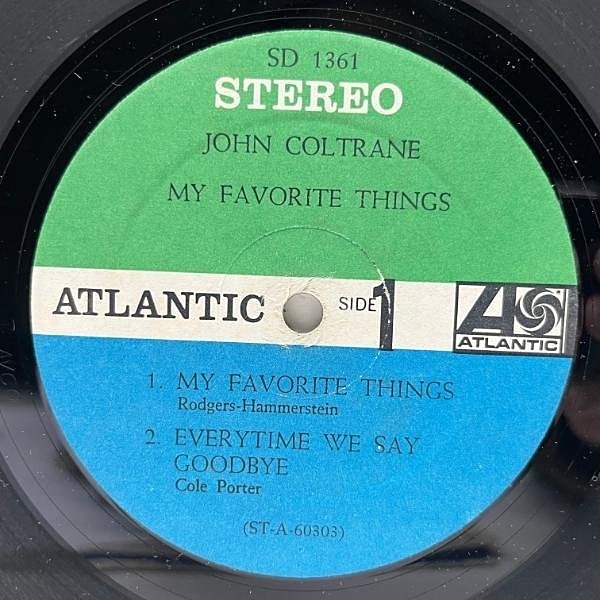 SD 1361
STEREO
JOHN COLTRANE
MY FAVORITE THINGS
ATLANTIC SIDE 1
ATLANTIC
1. MY FAVORITE THINGS
Rodgers-Hammerstein
2. EVERYTIME WE SAY
GOODBYE
Cole Porter
(ST-A-60303)